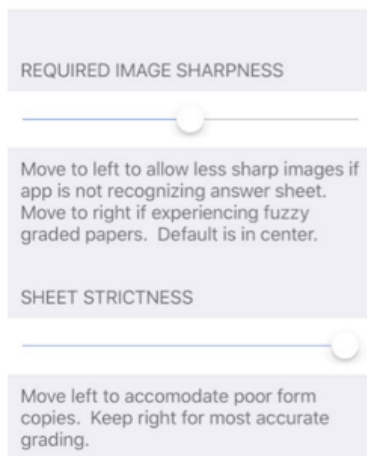 REQUIRED IMAGE SHARPNESS
Move to left to allow less sharp images if
app is not recognizing answer sheet.
Move to right if experiencing fuzzy
graded papers.  Default is in center.
SHEET STRICTNESS
Move left to accomodate poor form
copies.  Keep right for most accurate
grading.